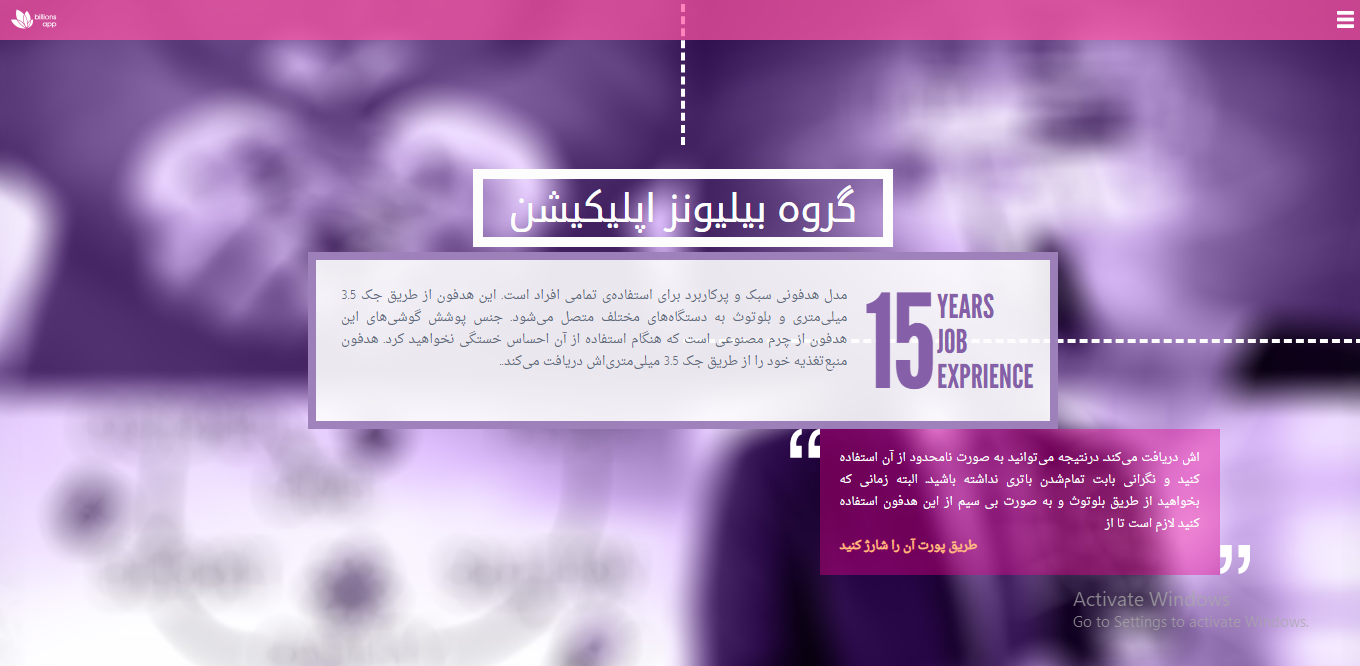 billions
app
گروه بیلیونز اپلیکیشن
15
YEARS
JOB
EXPRIENCE
مدل هدفونی سبک و پرکاربرد برای استفاده‌ی تمامی افراد است. این هدفون از طریق جک 3.5
میلی‌متری و بلوتوث به دستگاه‌های مختلف متصل می‌شود. جنس پوشش گوشی‌های این
هدفون از چرم مصنوعی است که هنگام استفاده از آن احساس خستگی نخواهید کرد. هدفون
منبع‌تغذیه خود را از طریق جک 3.5 میلی‌متری‌اش دریافت می‌کند...
“
اش دریافت می‌کند. درنتیجه می‌توانید به صورت نامحدود از آن استفاده
کنید و نگرانی بابت تمام‌شدن باتری نداشته باشید. البته زمانی که
بخواهید از طریق بلوتوث و به صورت بی سیم از این هدفون استفاده
کنید لازم است تا از
طریق پورت آن را شارژ کنید
”
Activate Windows
Go to Settings to activate Windows.